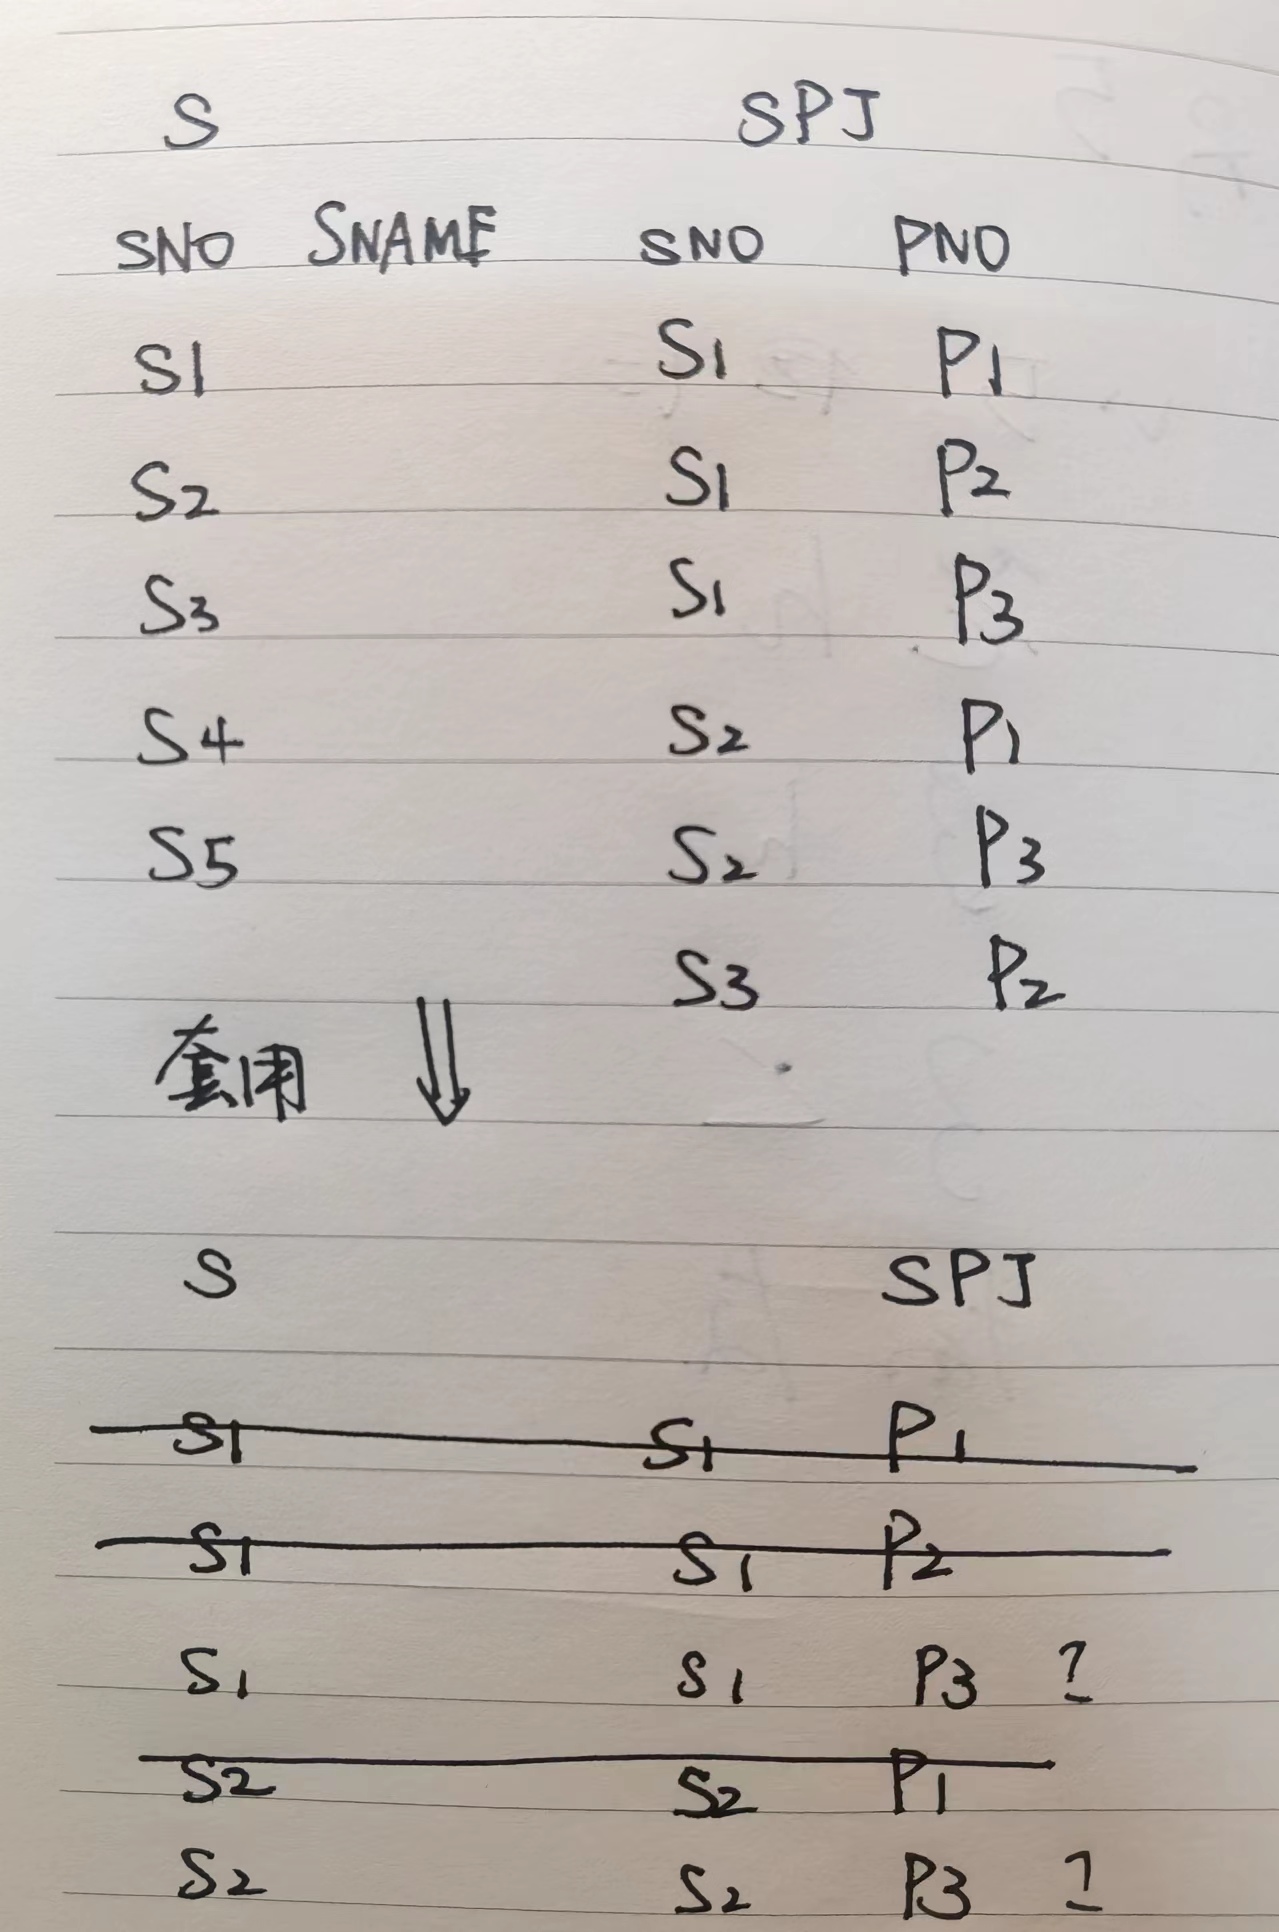 S SPJ
SNO SNAME SNO PNO
S1 S1 P1
S2 S1 P2
S3 S1 P3
S4 S2 P1
S5 S2 P3
S3 P2
套用
S SPJ
S1 S1 P1
S1 S1 P2
S1 S1 P3 ?
S2 S2 P1
S2 S2 P3 ?